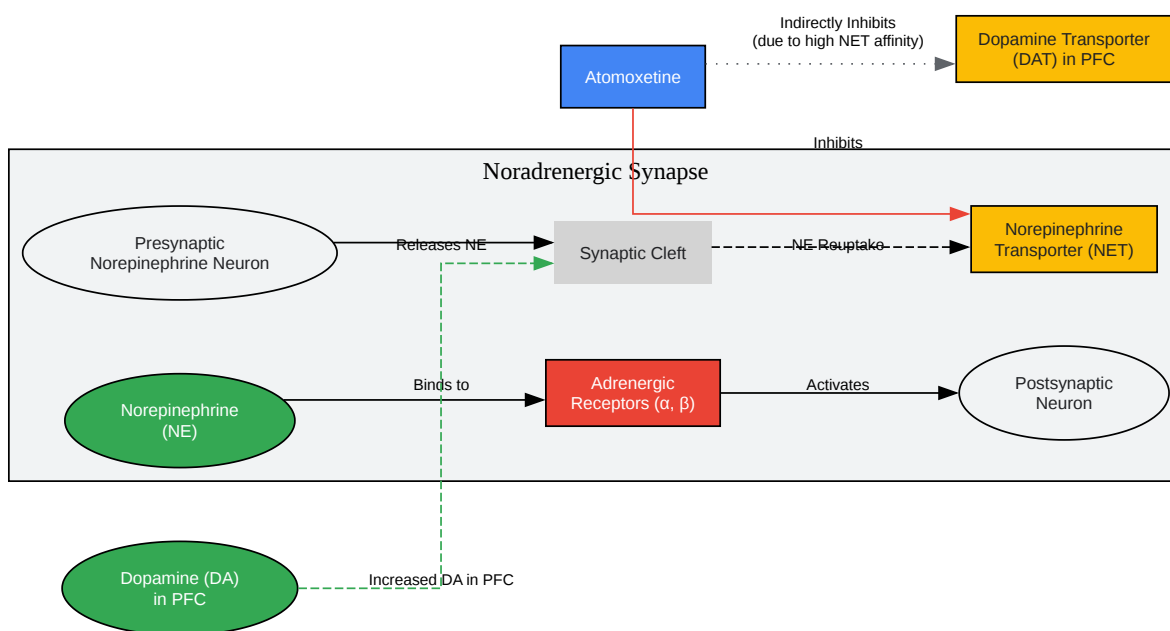 Indirectly Inhibits
(due to high NET affinity)
Dopamine Transporter
(DAT) in PFC
Atomoxetine
Inhibits
Noradrenergic Synapse
Presynaptic
Norepinephrine Neuron
Releases NE
Synaptic Cleft
NE Reuptake
Norepinephrine
Transporter (NET)
Norepinephrine
(NE)
Binds to
Adrenergic
Receptors (α, β)
Activates
Postsynaptic
Neuron
Dopamine (DA)
in PFC
Increased DA in PFC